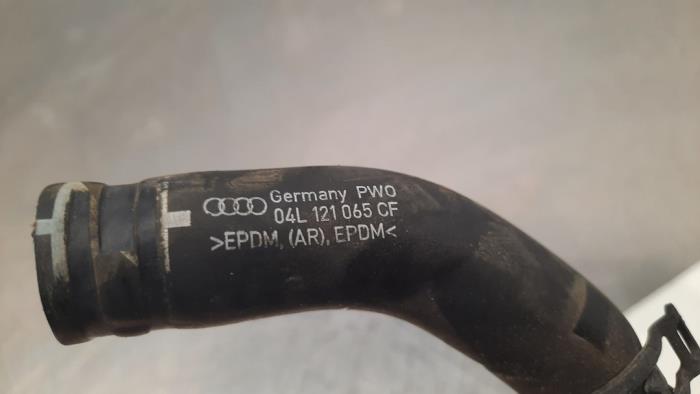 Germany PWO
04L 121 065 CF
>EPDM, (AR), EPDM<